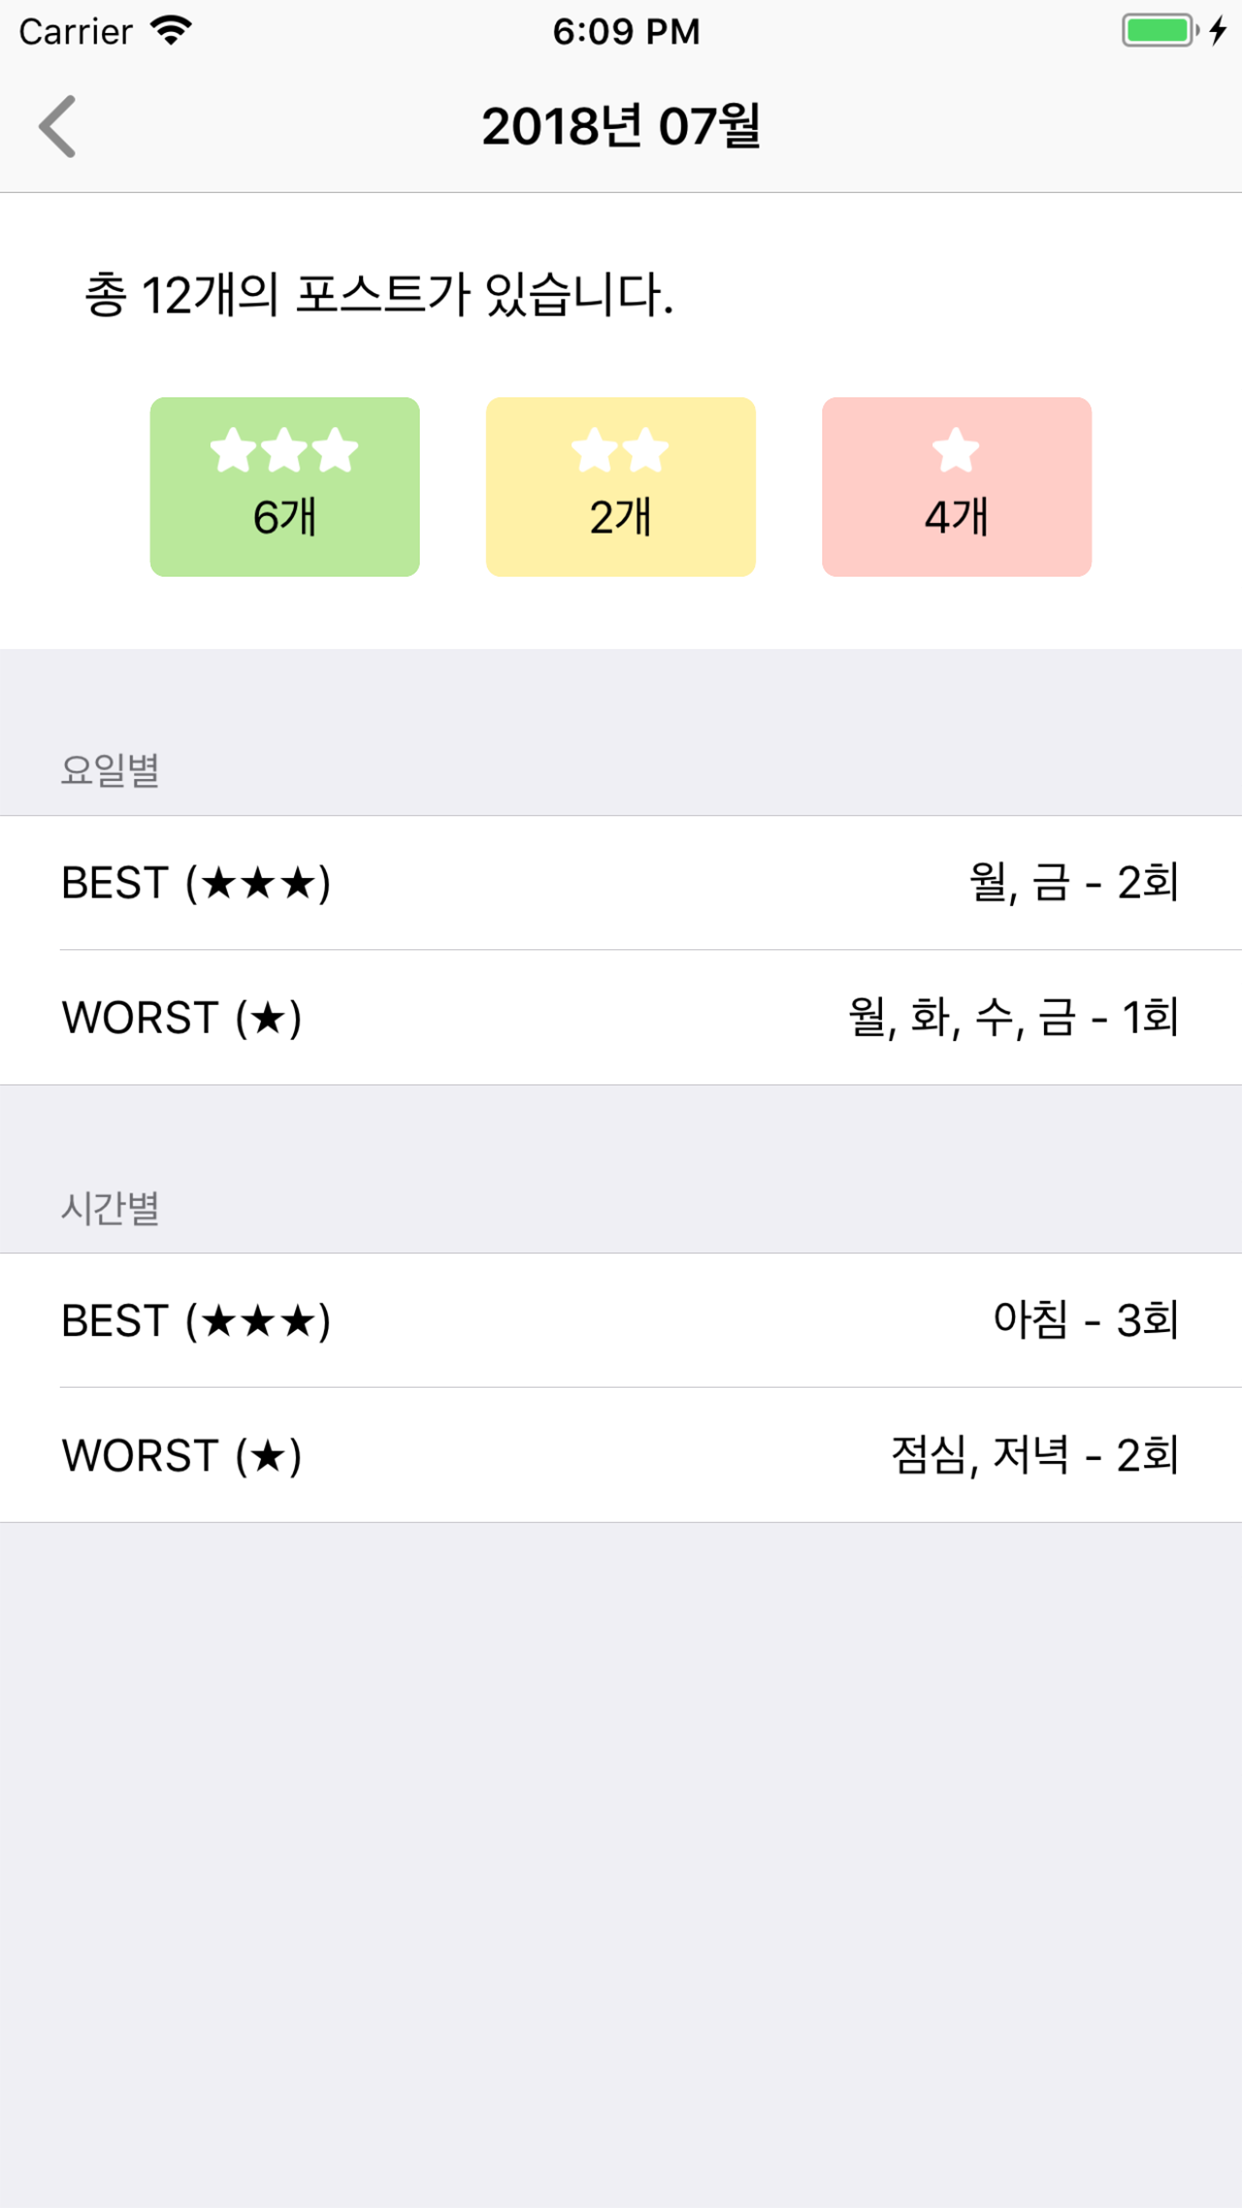 Carrier 6:09 PM
2018년 07월
총 12개의 포스트가 있습니다.
★★★ ★★ ★
6개 2개 4개
요일별
BEST (★★★) 월, 금 - 2회
WORST (★) 월, 화, 수, 금 - 1회
시간별
BEST (★★★) 아침 - 3회
WORST (★) 점심, 저녁 - 2회